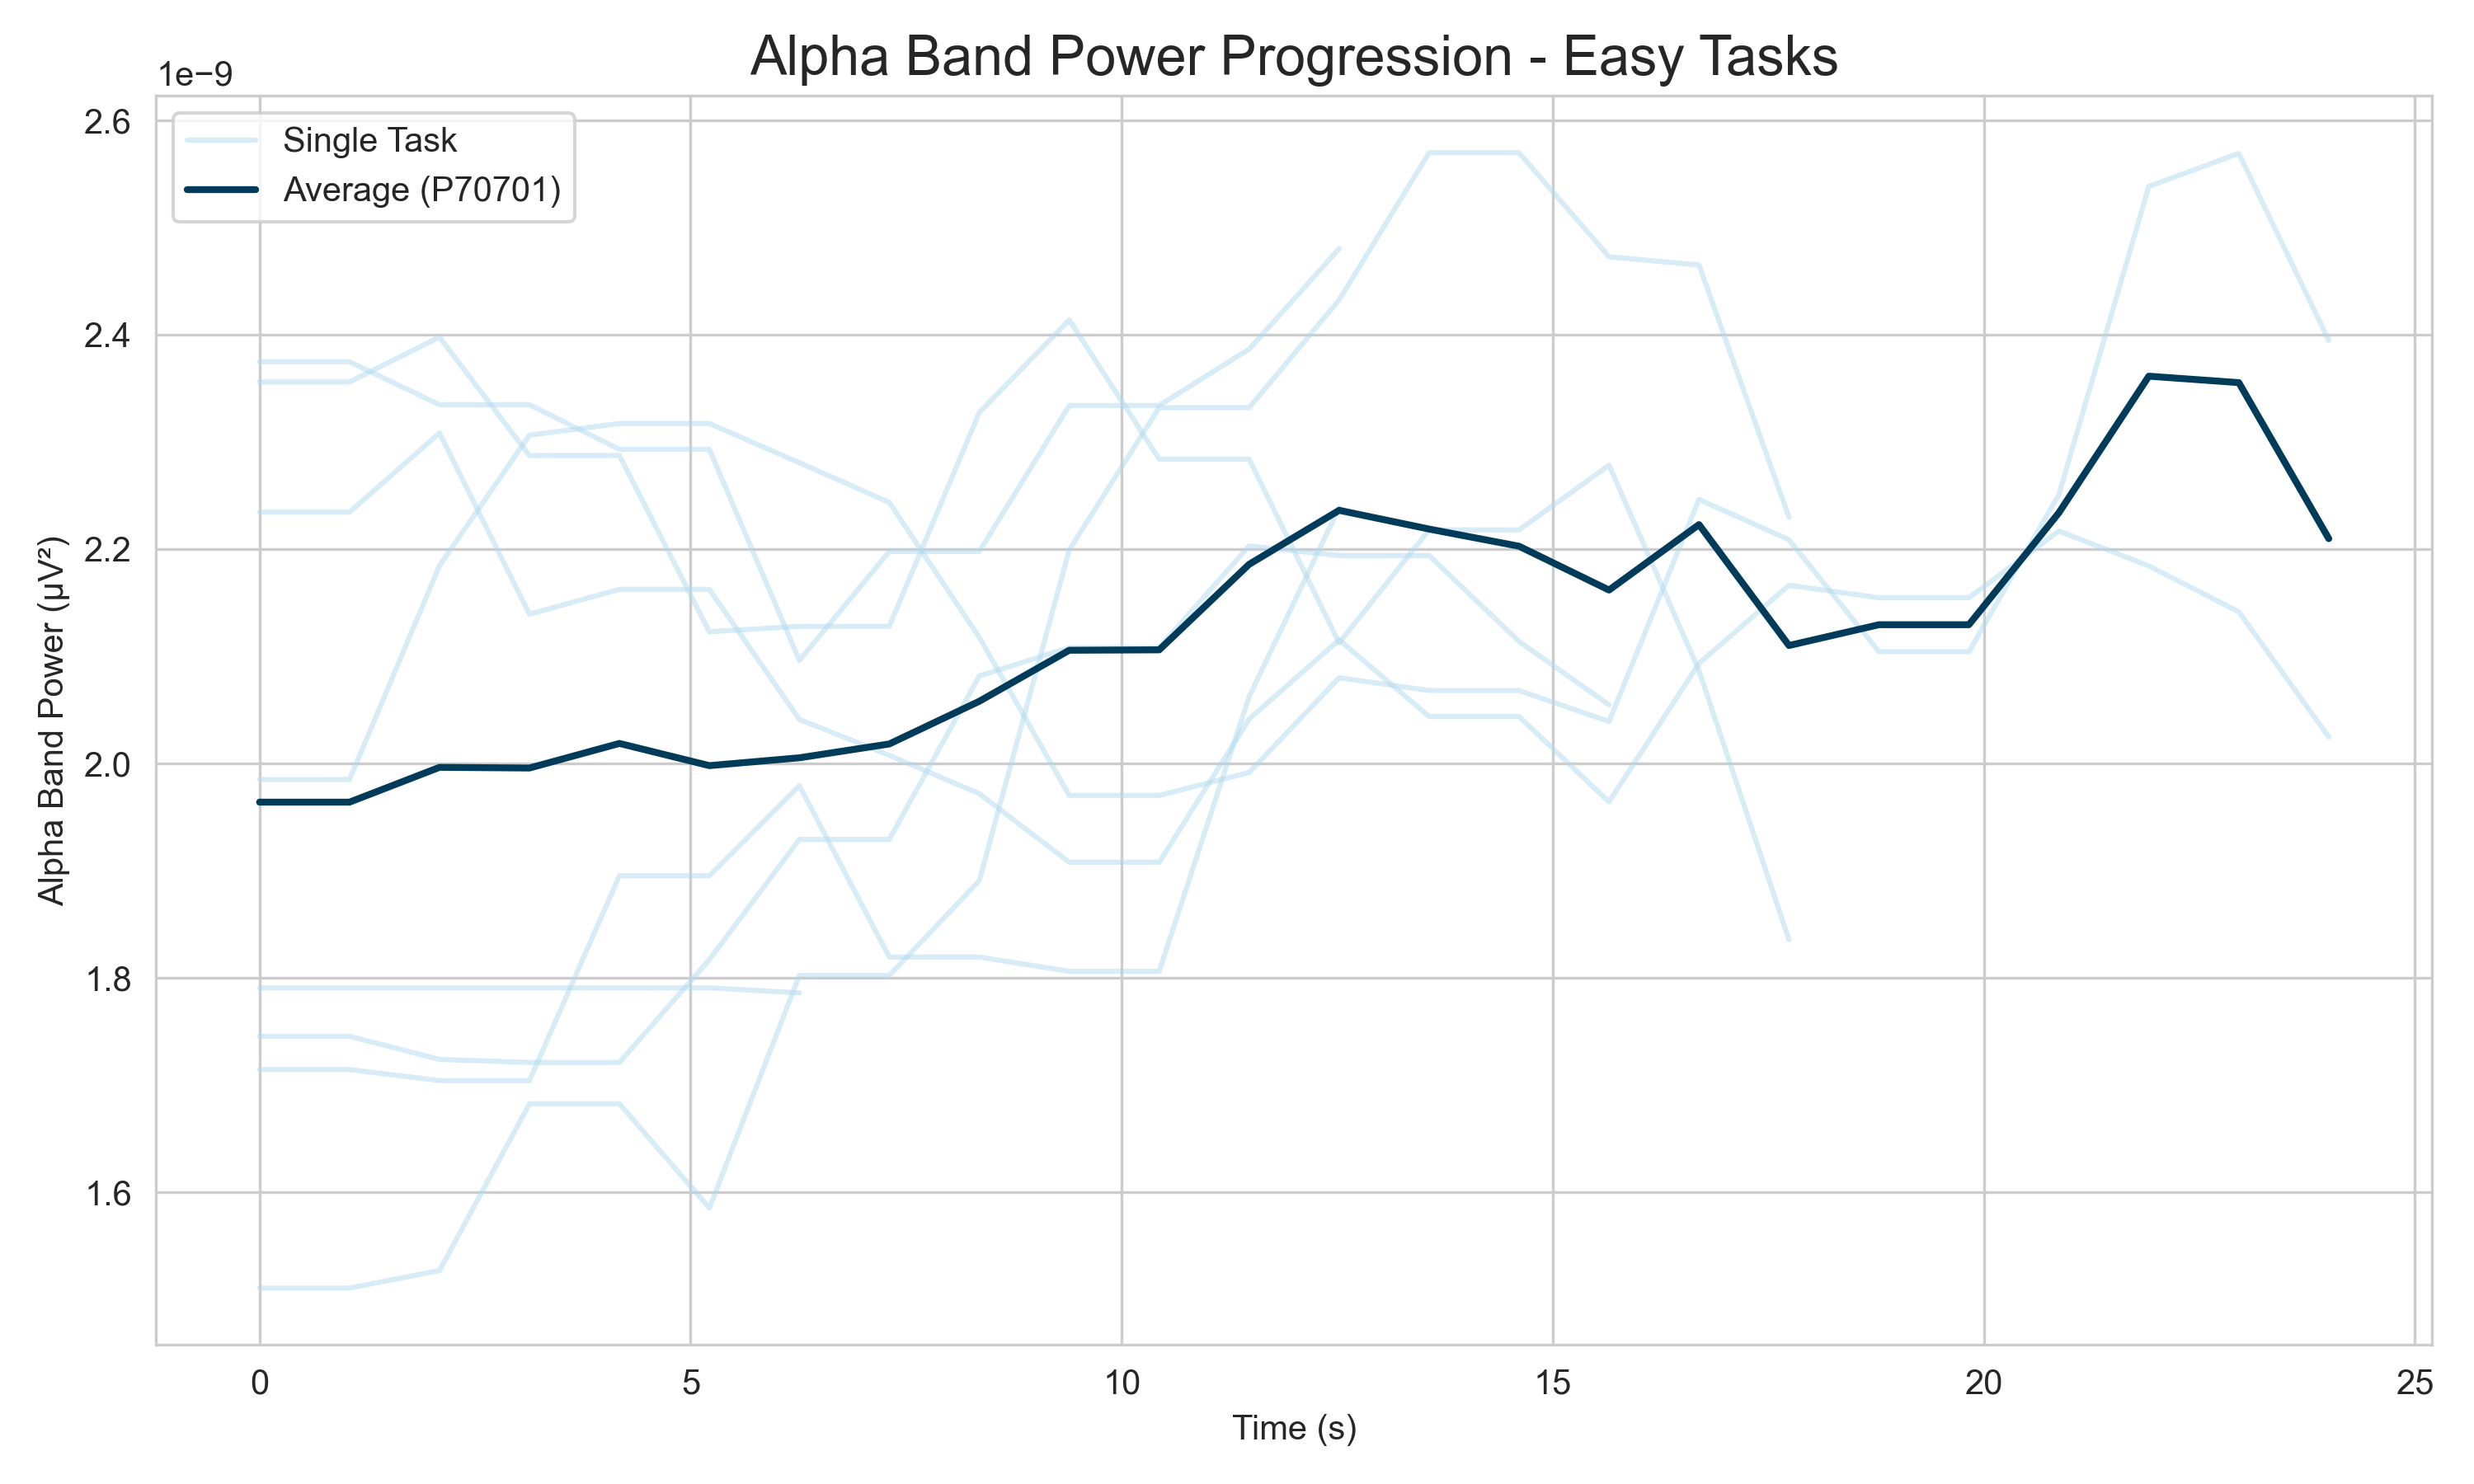 Alpha Band Power Progression - Easy Tasks
1e−9
Single Task
Average (P70701)
2.6
2.4
2.2
2.0
1.8
1.6
Alpha Band Power (µV²)
0
5
10
15
20
25
Time (s)